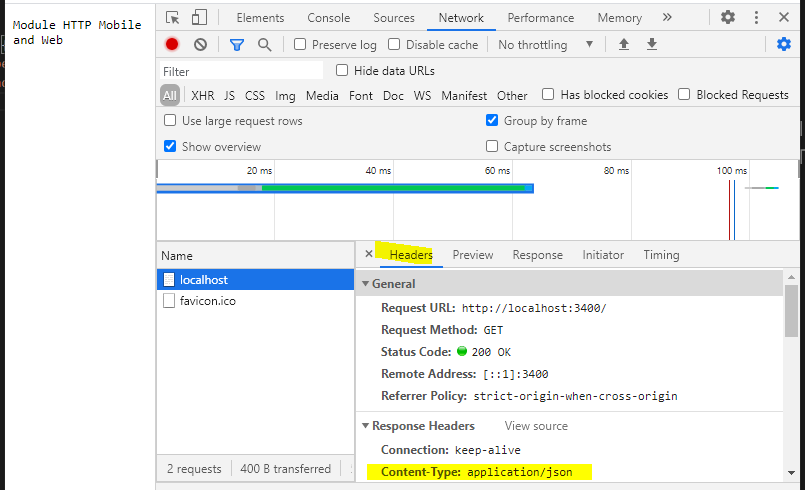 Module HTTP Mobile
and Web
Elements Console Sources Network Performance Memory »
Preserve log Disable cache No throttling
Filter Hide data URLs
All XHR JS CSS Img Media Font Doc WS Manifest Other Has blocked cookies Blocked Requests
Use large request rows Group by frame
Show overview Capture screenshots
20 ms 40 ms 60 ms 80 ms 100 ms
Name
localhost
favicon.ico
2 requests 400 B transferred
× Headers Preview Response Initiator Timing
General
Request URL: http://localhost:3400/
Request Method: GET
Status Code: 200 OK
Remote Address: [::1]:3400
Referrer Policy: strict-origin-when-cross-origin
Response Headers View source
Connection: keep-alive
Content-Type: application/json